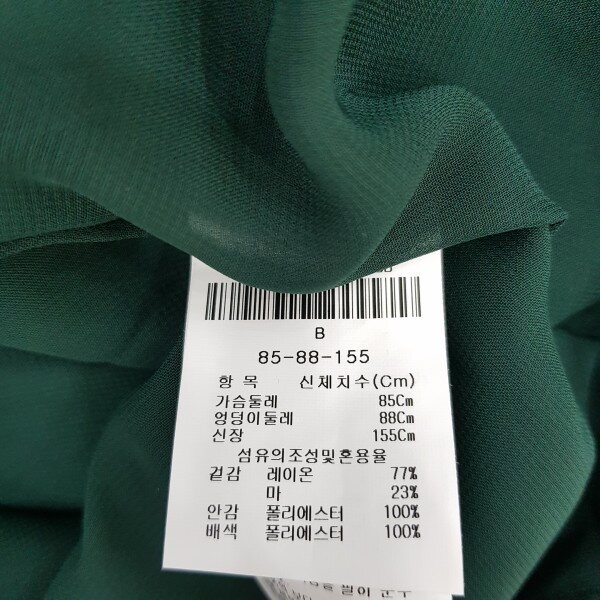 B
85-88-155
항 목 신체치수(Cm)
가슴둘레 85Cm
엉덩이둘레 88Cm
신장 155Cm
섬유의조성및혼용율
겉감 레이온 77%
마 23%
안감 폴리에스터 100%
배색 폴리에스터 100%